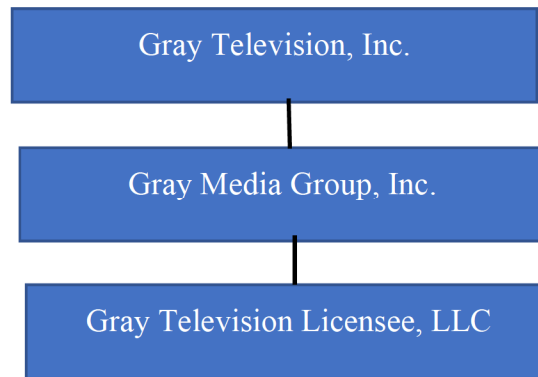 Gray Television, Inc.
Gray Media Group, Inc.
Gray Television Licensee, LLC